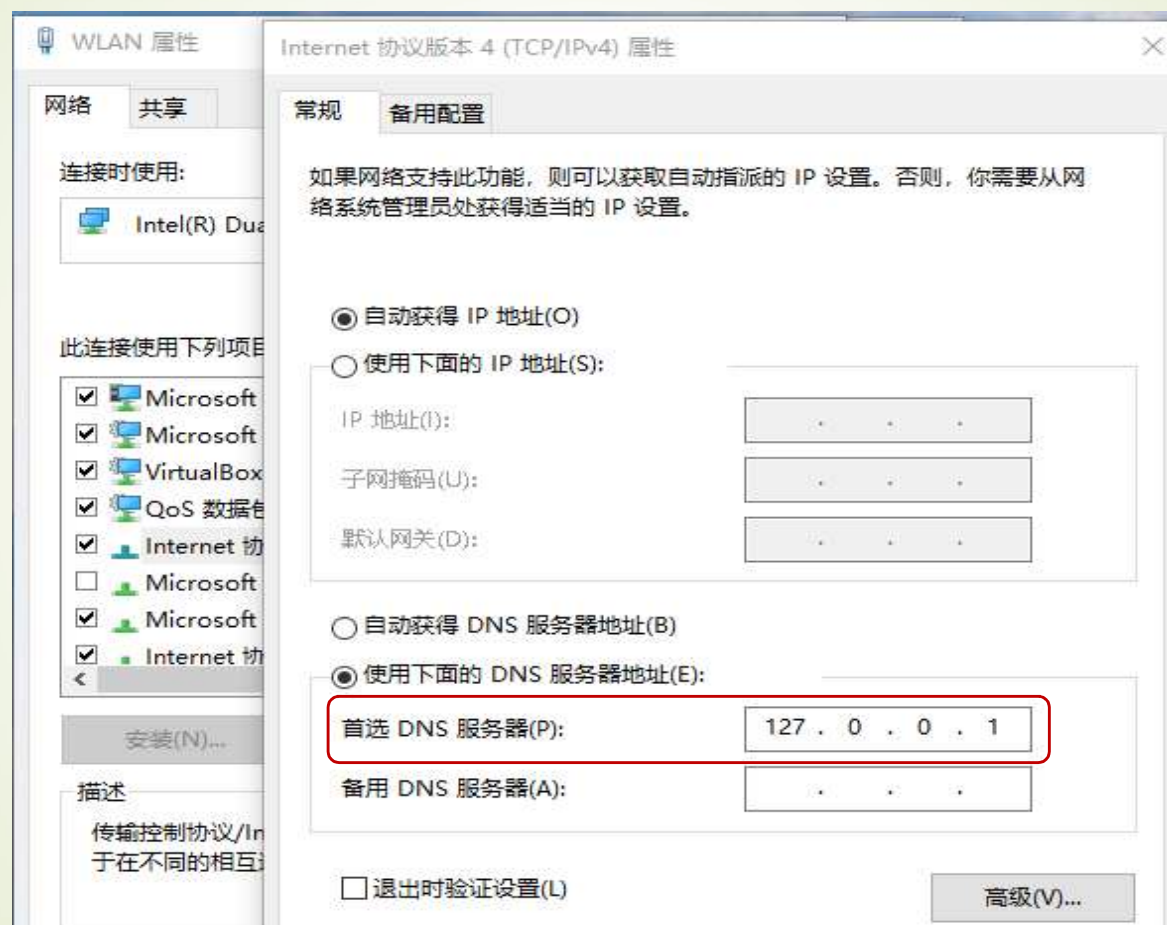 WLAN 属性
网络
共享
连接时使用:
Intel(R) Dua
此连接使用下列项目
Microsoft
Microsoft
VirtualBox
QoS 数据包
Internet 协
Microsoft
Microsoft
Internet 协
安装(N)...
描述
传输控制协议/In
于在不同的相互
Internet 协议版本 4 (TCP/IPv4) 属性
常规
备用配置
如果网络支持此功能,则可以获取自动指派的 IP 设置。否则,你需要从网
络系统管理员处获得适当的 IP 设置。
自动获得 IP 地址(O)
使用下面的 IP 地址(S):
IP 地址(I):
子网掩码(U):
默认网关(D):
自动获得 DNS 服务器地址(B)
使用下面的 DNS 服务器地址(E):
首选 DNS 服务器(P): 127 . 0 . 0 . 1
备用 DNS 服务器(A):
退出时验证设置(L)
高级(V)...